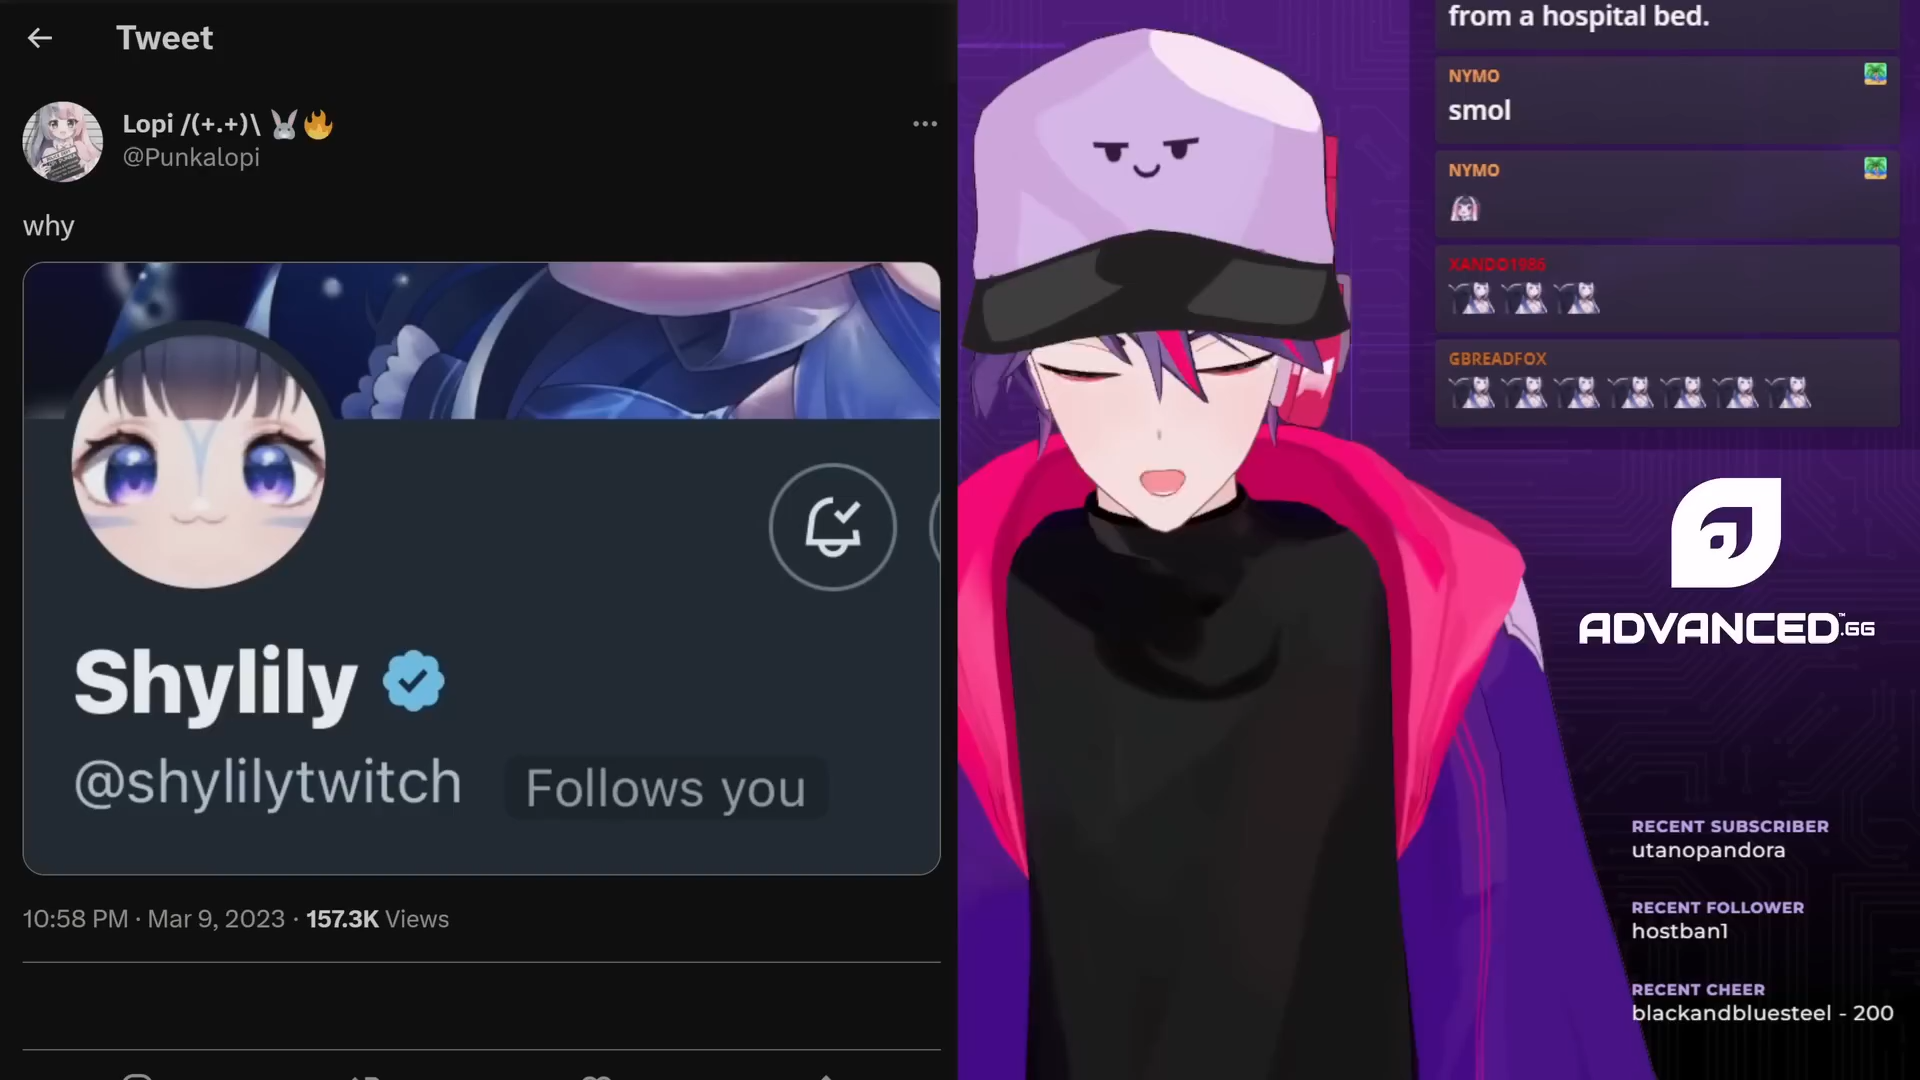 Tweet
Lopi /(+.+)\ 🐰🔥
@Punkalopi
why
Shylily
@shylilytwitch Follows you
10:58 PM · Mar 9, 2023 · 157.3K Views
from a hospital bed.
NYMO
smol
NYMO
XANDO1986
GBREADFOX
ADVANCED™.GG
RECENT SUBSCRIBER
utanopandora
RECENT FOLLOWER
hostban1
RECENT CHEER
blackandbluesteel - 200